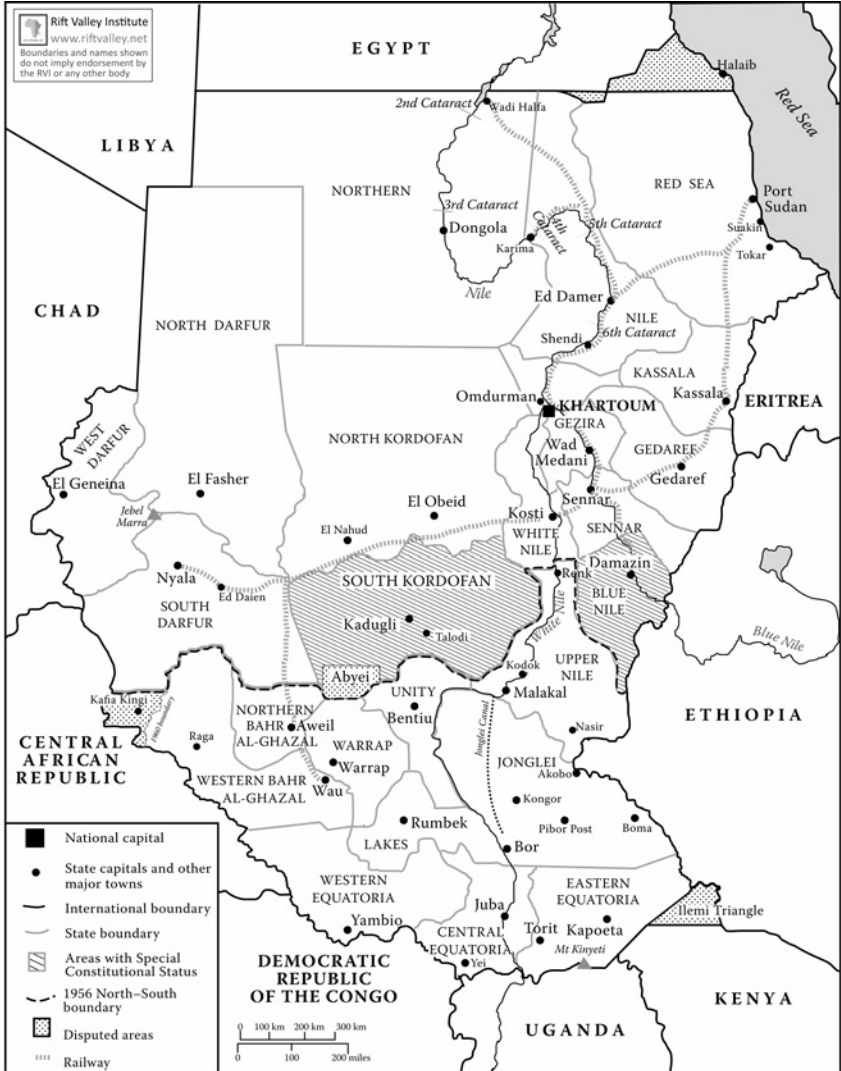 Rift Valley Institute
www.riftvalley.net
Boundaries and names shown
do not imply endorsement by
the RVI or any other body
EGYPT
Halaib
Red Sea
2nd Cataract
Wadi Halfa
LIBYA
NORTHERN
RED SEA
3rd Cataract
Dongola
4th
Cataract
5th Cataract
Port
Sudan
Suakin
Tokar
Karima
Nile
Ed Damer
CHAD
NORTH DARFUR
NILE
6th Cataract
Shendi
KASSALA
Omdurman
KHARTOUM
Kassala
ERITREA
WEST
DARFUR
NORTH KORDOFAN
GEZIRA
Wad
Medani
GEDAREF
Gedaref
El Geneina
El Fasher
El Obeid
Sennar
Jebel
Marra
El Nahud
Kosti
WHITE
NILE
SENNAR
Nyala
Ed Daien
SOUTH
DARFUR
SOUTH KORDOFAN
Renk
Damazin
BLUE
NILE
Kadugli
Talodi
White Nile
Blue Nile
Abyei
Kodok
UPPER
NILE
Malakal
Kafia Kingi
1960 boundary
NORTHERN
BAHR
AL-GHAZAL
Aweil
UNITY
Bentiu
Jonglei Canal
Nasir
ETHIOPIA
CENTRAL
AFRICAN
REPUBLIC
Raga
WARRAP
Warrap
JONGLEI
Akobo
WESTERN BAHR
AL-GHAZAL
Wau
Kongor
Rumbek
Pibor Post
Boma
LAKES
Bor
WESTERN
EQUATORIA
EASTERN
EQUATORIA
Ilemi Triangle
Yambio
Juba
CENTRAL
EQUATORIA
Torit
Kapoeta
Mt Kinyeti
Yei
DEMOCRATIC
REPUBLIC
OF THE CONGO
UGANDA
KENYA
National capital
State capitals and other
major towns
International boundary
State boundary
Areas with Special
Constitutional Status
1956 North–South
boundary
Disputed areas
Railway
0 100 km 200 km 300 km
0 100 200 miles